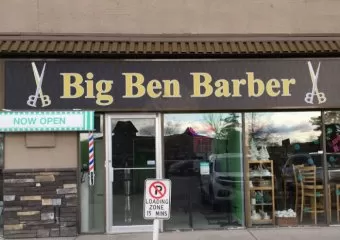 Big Ben Barber
NOW OPEN
P
LOADING
ZONE
15 MINS